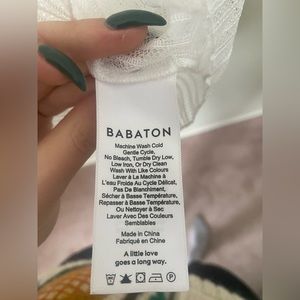 BABATON
Machine Wash Cold
Gentle Cycle,
No Bleach, Tumble Dry Low,
Low Iron, Or Dry Clean
Wash With Like Colours
Laver À La Machine à
L'eau Froide Au Cycle Délicat,
Pas De Blanchiment,
Sécher à Basse Température,
Repasser à Basse Température,
Ou Nettoyer à Sec
Laver Avec Des Couleurs
Semblables
Made in China
Fabriqué en Chine
A little love
goes a long way.